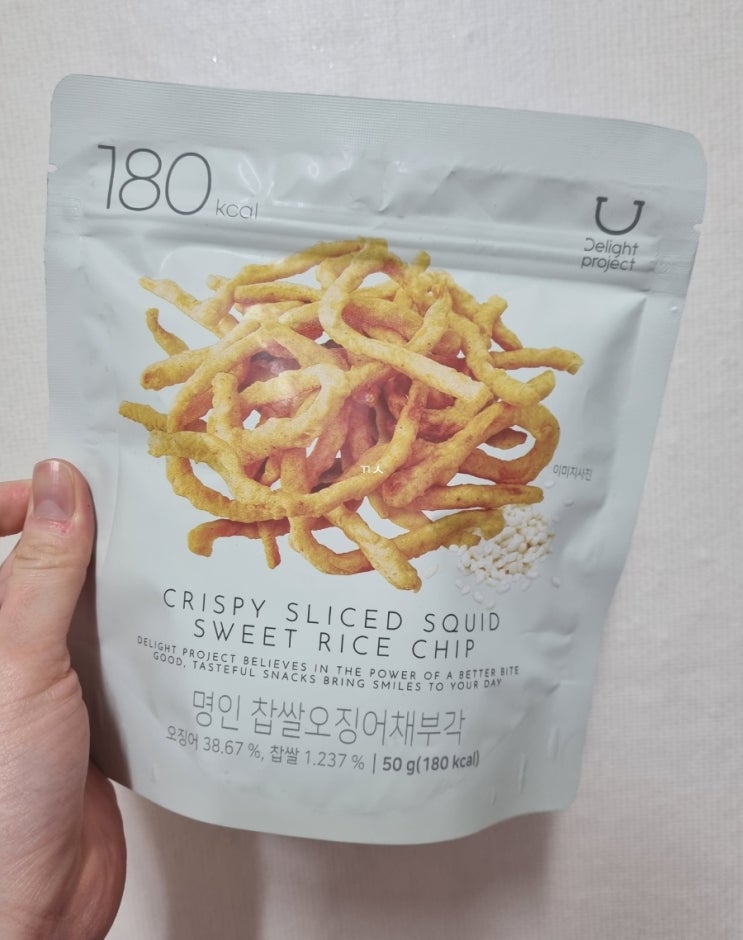 180 kcal
Delight
project
이미지사진
CRISPY SLICED SQUID
SWEET RICE CHIP
DELIGHT PROJECT BELIEVES IN THE POWER OF A BETTER BITE
GOOD, TASTEFUL SNACKS BRING SMILES TO YOUR DAY
명인 찹쌀오징어채부각
오징어 38.67 %, 찹쌀 1.237 % | 50 g(180 kcal)